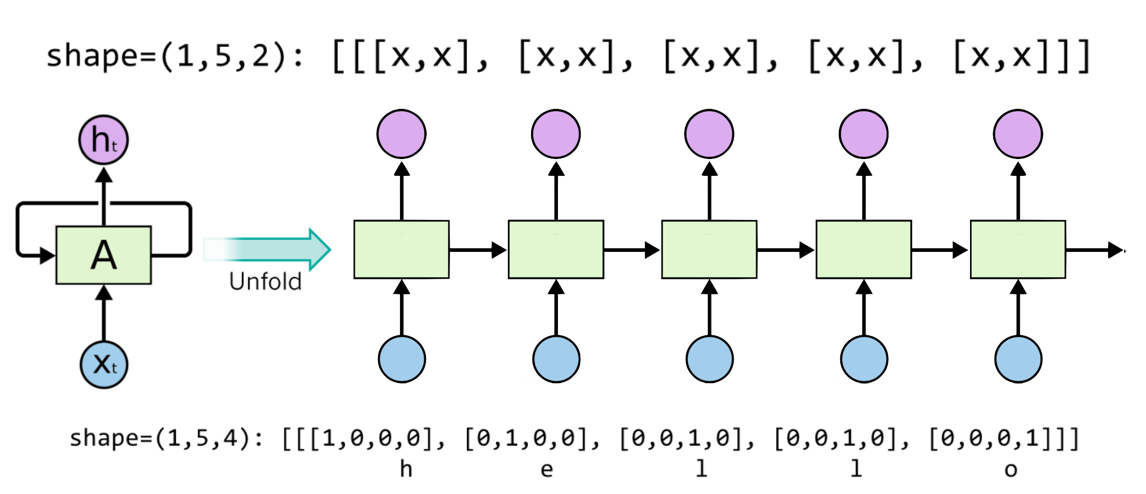 shape=(1,5,2): [[[x,x], [x,x], [x,x], [x,x], [x,x]]]
ht
A
Unfold
xt
shape=(1,5,4): [[[1,0,0,0], [0,1,0,0], [0,0,1,0], [0,0,1,0], [0,0,0,1]]]
h e l l o